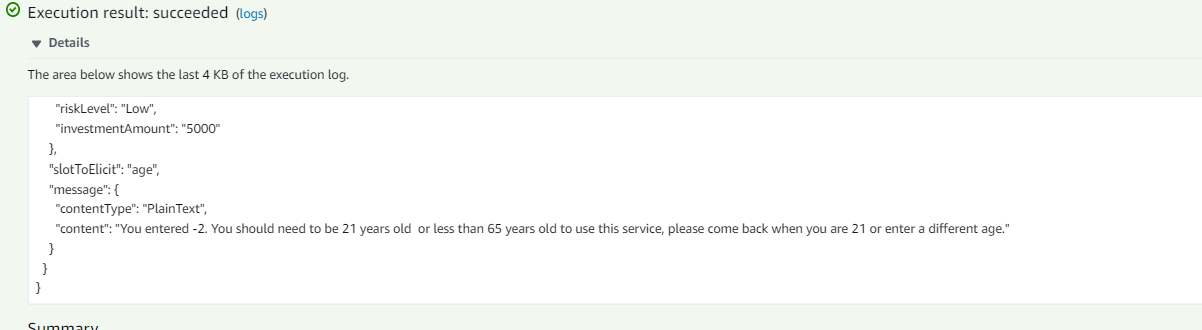 Execution result: succeeded (logs)
Details
The area below shows the last 4 KB of the execution log.
"riskLevel": "Low",
"investmentAmount": "5000"
},
"slotToElicit": "age",
"message": {
"contentType": "PlainText",
"content": "You entered -2. You should need to be 21 years old  or less than 65 years old to use this service, please come back when you are 21 or enter a different age."
}
}
}
Summary